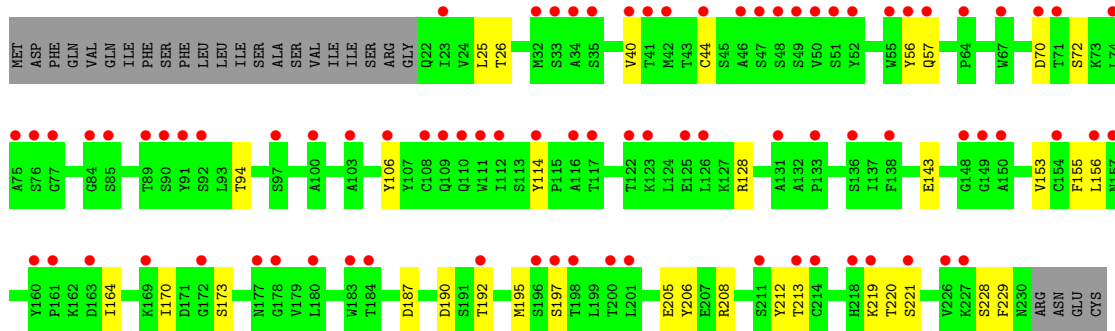 MET ASP PHE GLN VAL GLN ILE PHE SER PHE LEU LEU ILE SER ALA SER VAL ILE ILE SER ARG GLY Q22 I23 V24 L25 T26 M32 S33 A34 S35 V40 T41 M42 T43 C44 S45 A46 S47 S48 S49 V50 S51 Y52 W55 Y56 Q57 P64 W67 D70 T71 S72 K73
A75 S76 G77 G84 S85 T89 S90 Y91 S92 L93 T94 S97 A100 A103 Y106 Y107 C108 Q109 Q110 W111 I112 S113 Y114 P115 A116 T117 T122 K123 L124 E125 L126 K127 R128 A131 A132 P133 S136 I137 F138 E143 G148 G149 A150 V153 C154 F155 L156
Y160 P161 K162 D163 I164 K169 I170 D171 G172 S173 N177 G178 V179 L180 W183 T184 D187 D190 S191 T192 M195 S196 S197 T198 L199 T200 L201 E205 Y206 E207 R208 S211 Y212 T213 C214 H218 K219 T220 S221 V226 K227 S228 F229 N230 ARG ASN GLU CYS